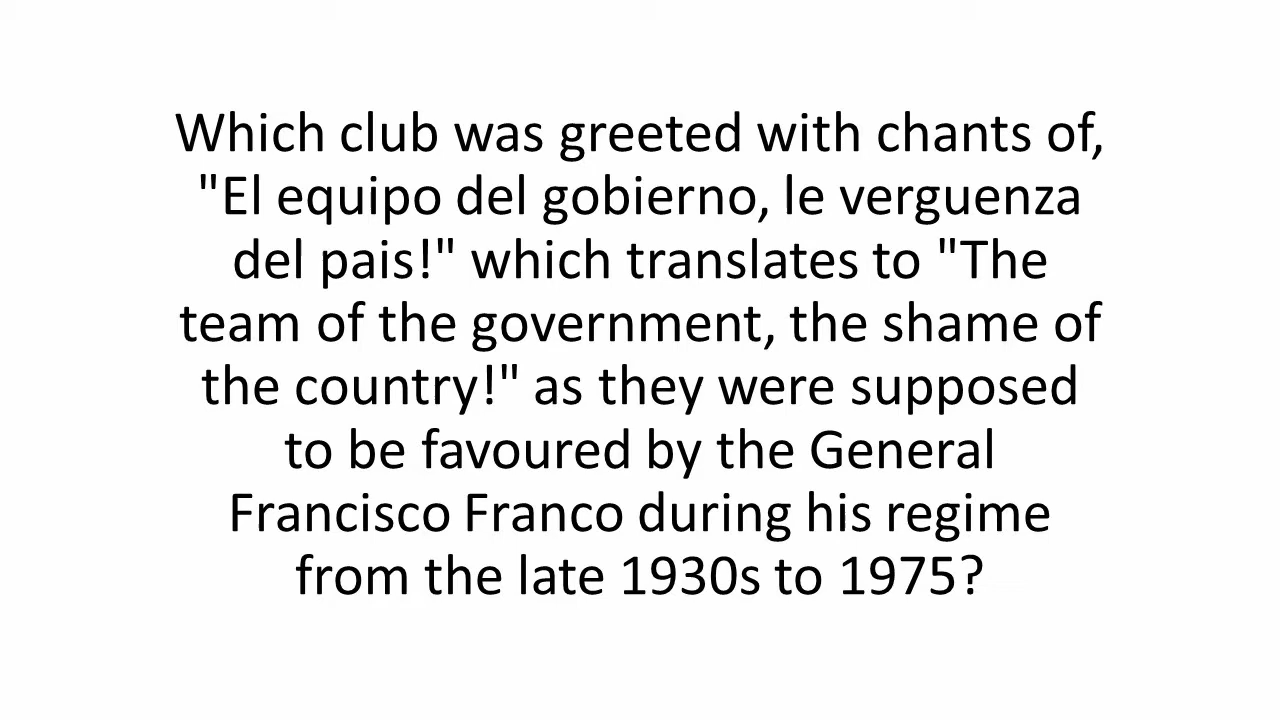 Which club was greeted with chants of,
"El equipo del gobierno, le verguenza
del pais!" which translates to "The
team of the government, the shame of
the country!" as they were supposed
to be favoured by the General
Francisco Franco during his regime
from the late 1930s to 1975?